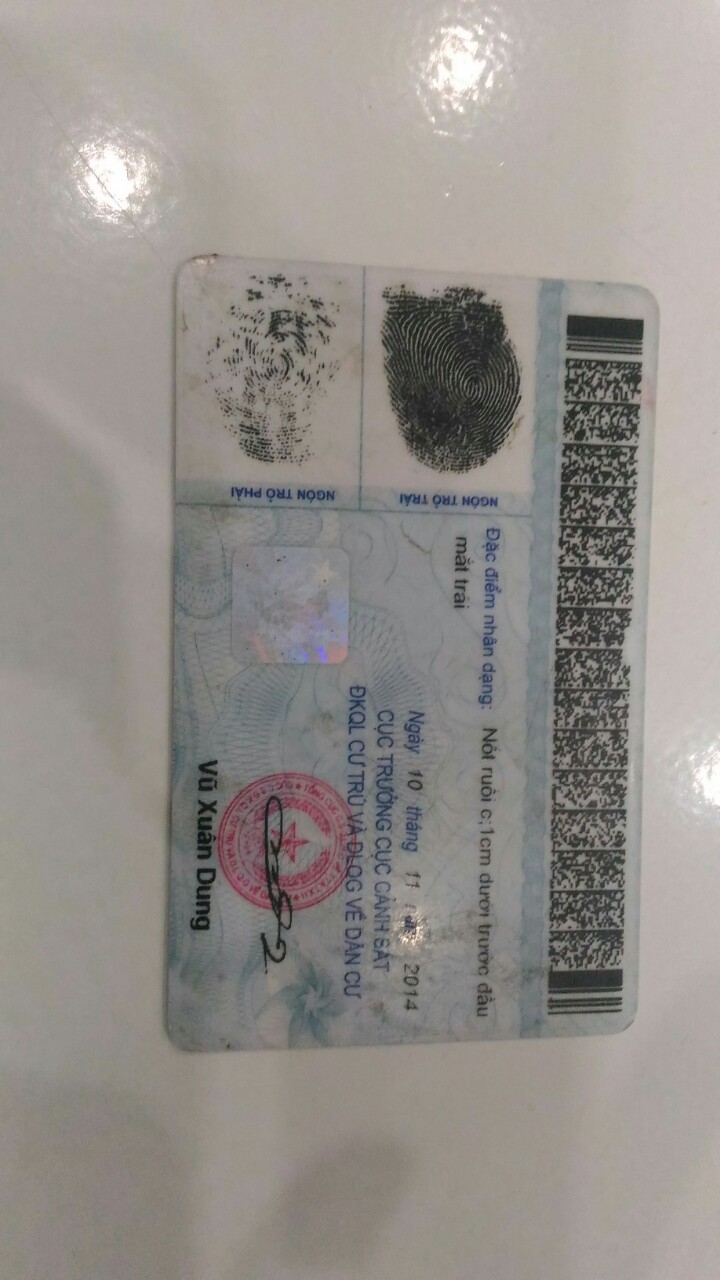 Đặc điểm nhân dạng: Nốt ruồi c;1cm dưới trước đầu
mắt trái
Ngày 10 tháng 11 năm 2014
CỤC TRƯỞNG CỤC CẢNH SÁT
ĐKQL CƯ TRÚ VÀ DLQG VỀ DÂN CƯ
Vũ Xuân Dung
NGÓN TRỎ TRÁI
NGÓN TRỎ PHẢI